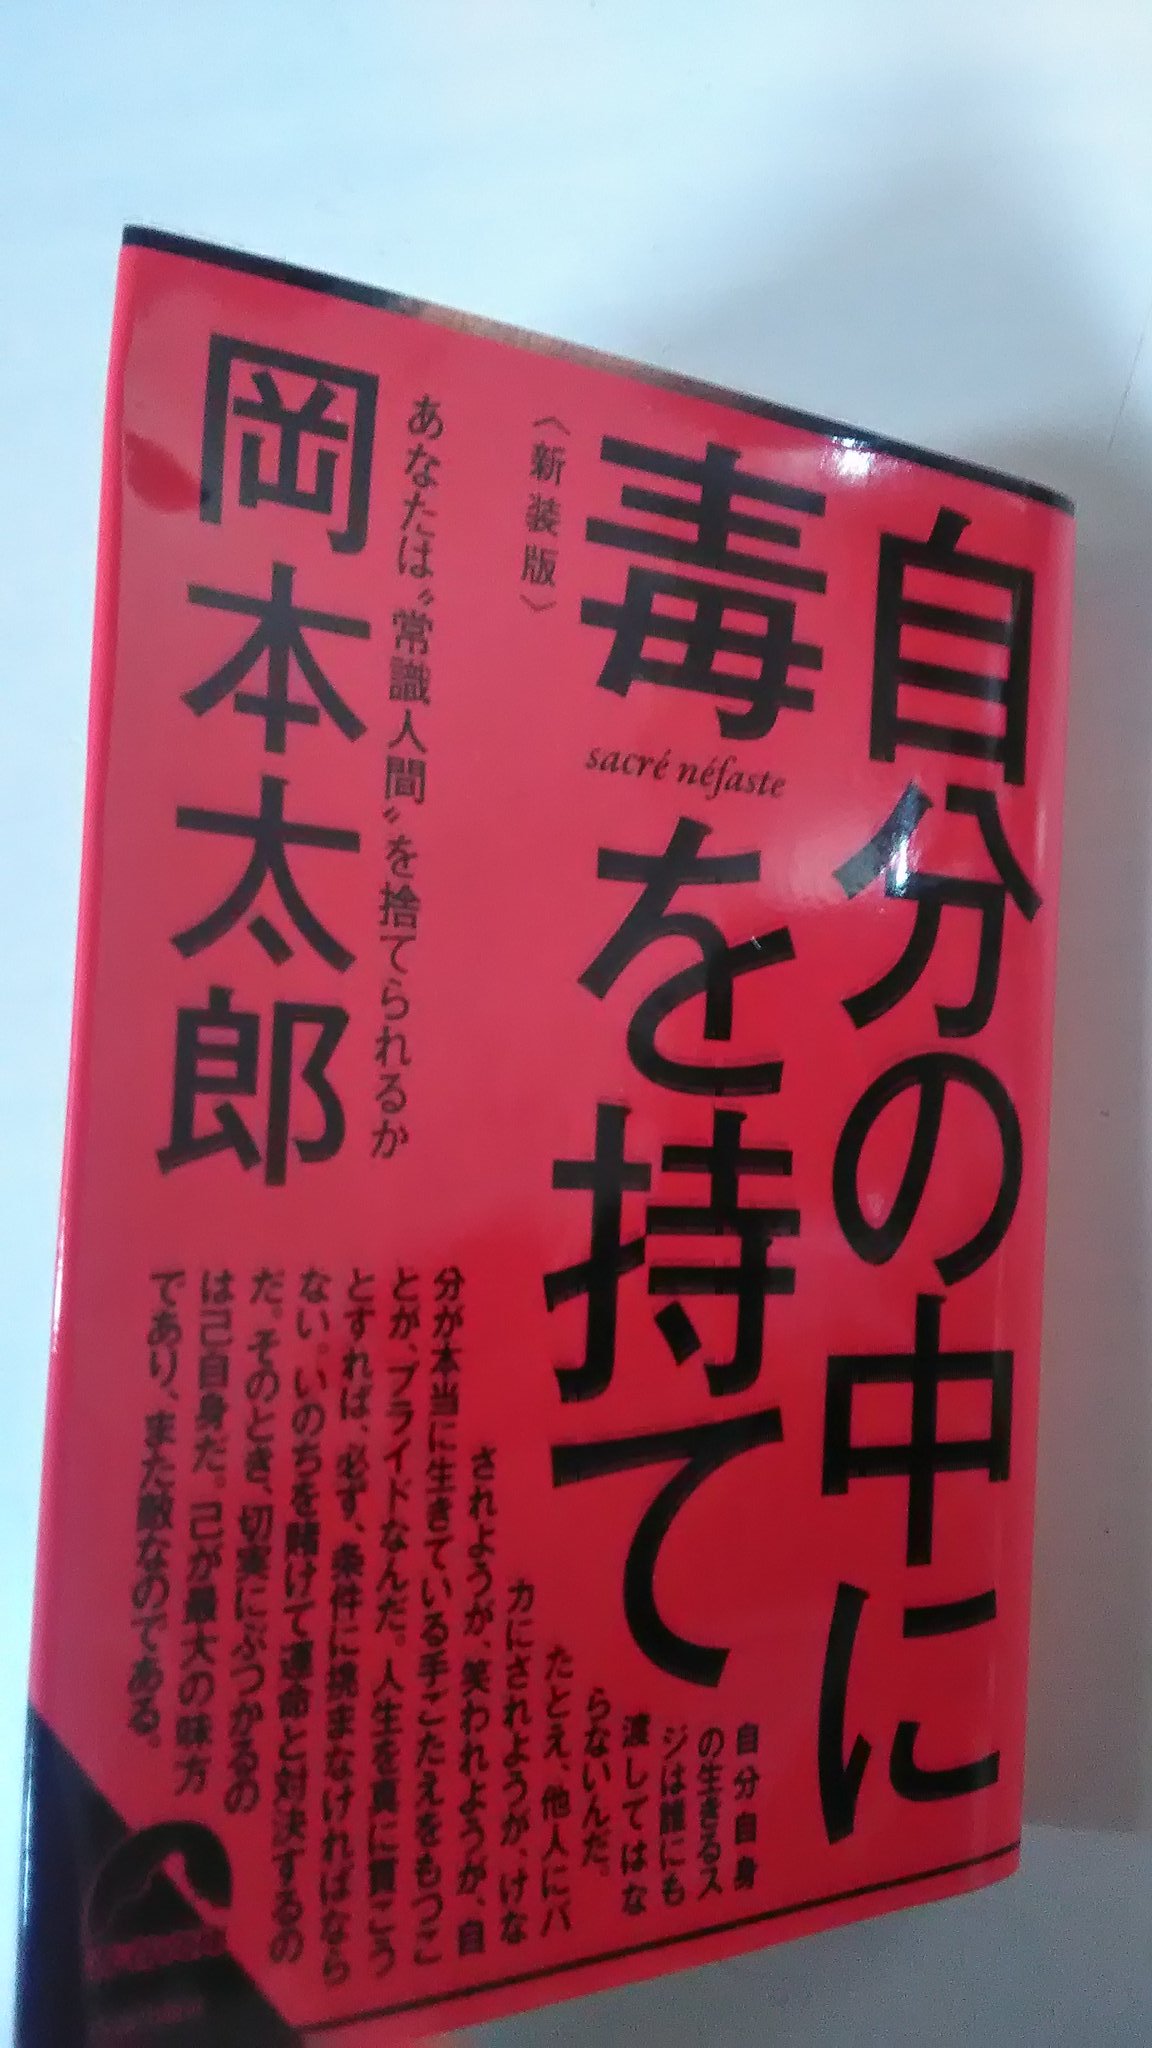 自分の中に
毒を持て
sacré néfaste
〈新装版〉
あなたは〝常識人間〟を捨てられるか
岡本太郎
自分自身
の生きるス
ジは誰にも
渡してはな
らないんだ。
たとえ、他人にバ
カにされようが、けな
されようが、笑われようが、自
分が本当に生きている手ごたえをもつこ
とが、プライドなんだ。人生を真に貫こう
とすれば、必ず、条件に挑まなければなら
ない。いのちを賭けて運命と対決するの
だ。そのとき、切実にぶつかるの
は己自身だ。己が最大の味方
であり、また敵なのである。